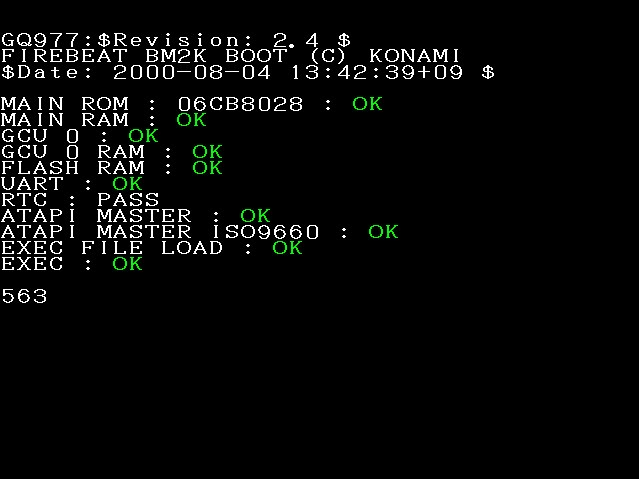 GQ977:$Revision: 2.4 $
FIREBEAT BM2K BOOT (C) KONAMI
$Date: 2000-08-04 13:42:39+09 $
MAIN ROM : 06CB8028 : OK
MAIN RAM : OK
GCU 0 : OK
GCU 0 RAM : OK
FLASH RAM : OK
UART : OK
RTC : PASS
ATAPI MASTER : OK
ATAPI MASTER ISO9660 : OK
EXEC FILE LOAD : OK
EXEC : OK
563